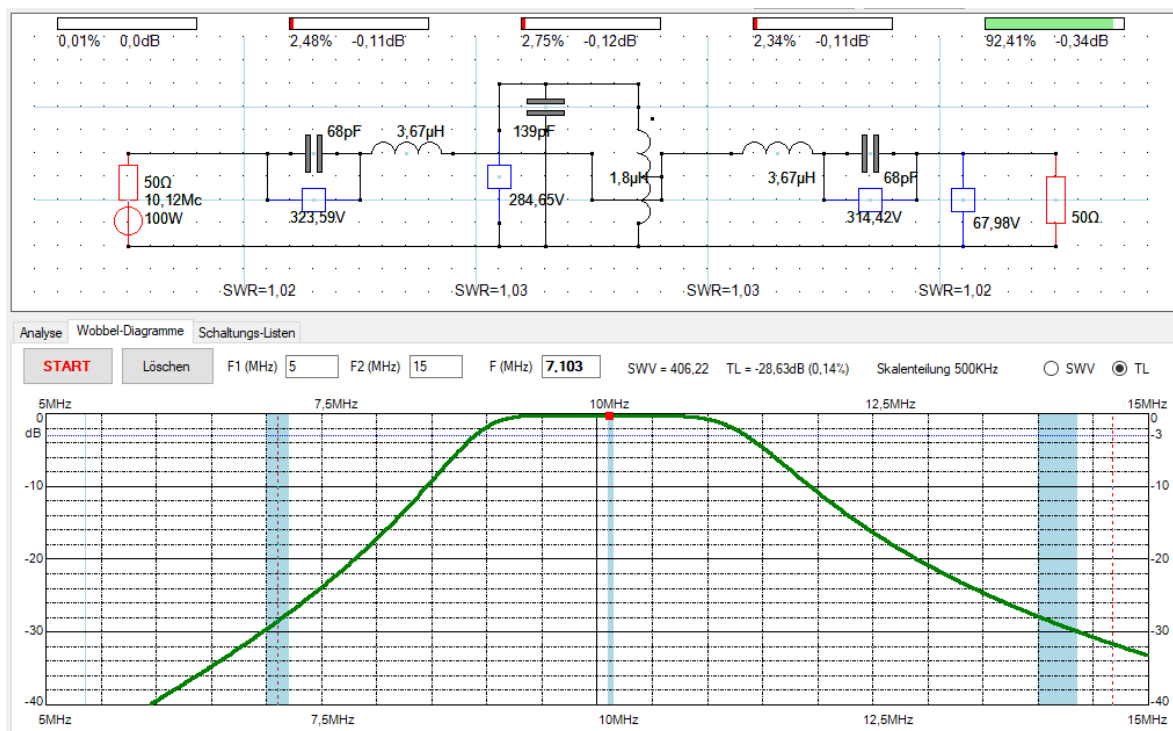 0,01% 0,0dB
2,48% -0,11dB
2,75% -0,12dB
2,34% -0,11dB
92,41% -0,34dB
68pF
3,67µH
139pF
3,67µH
68pF
50Ω
10,12Mc
100W
323,59V
284,65V
1,8µH
314,42V
67,98V
50Ω
SWR=1,02
SWR=1,03
SWR=1,03
SWR=1,02
Analyse Wobbel-Diagramme Schaltungs-Listen
START Löschen F1 (MHz) 5 F2 (MHz) 15 F (MHz) 7.103 SWV = 406,22 TL = -28,63dB (0,14%) Skalenteilung 500KHz SWV TL
5MHz 7,5MHz 10MHz 12,5MHz 15MHz
0 0
dB -3
-10 -10
-20 -20
-30 -30
-40 -40
5MHz 7,5MHz 10MHz 12,5MHz 15MHz